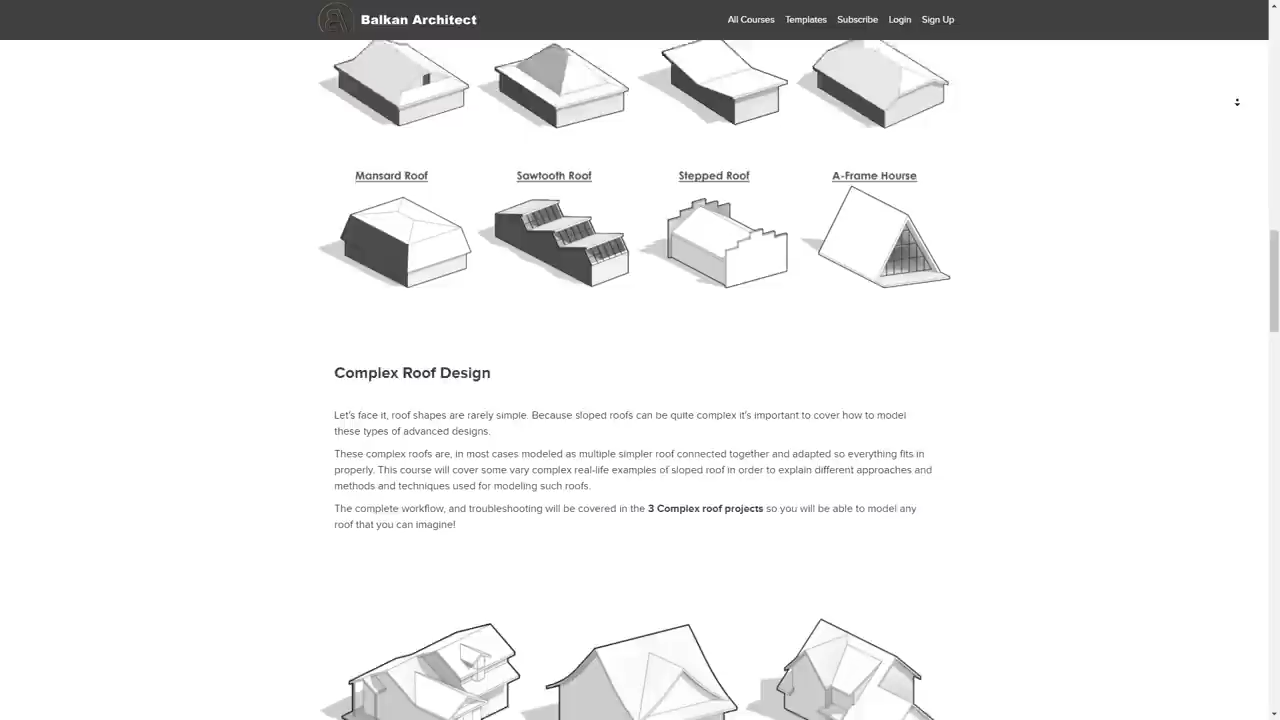 Balkan Architect
All Courses Templates Subscribe Login Sign Up
Mansard Roof Sawtooth Roof Stepped Roof A-Frame Hourse
Complex Roof Design
Let's face it, roof shapes are rarely simple. Because sloped roofs can be quite complex it's important to cover how to model
these types of advanced designs.
These complex roofs are, in most cases modeled as multiple simpler roof connected together and adapted so everything fits in
properly. This course will cover some vary complex real-life examples of sloped roof in order to explain different approaches and
methods and techniques used for modeling such roofs.
The complete workflow, and troubleshooting will be covered in the 3 Complex roof projects so you will be able to model any
roof that you can imagine!